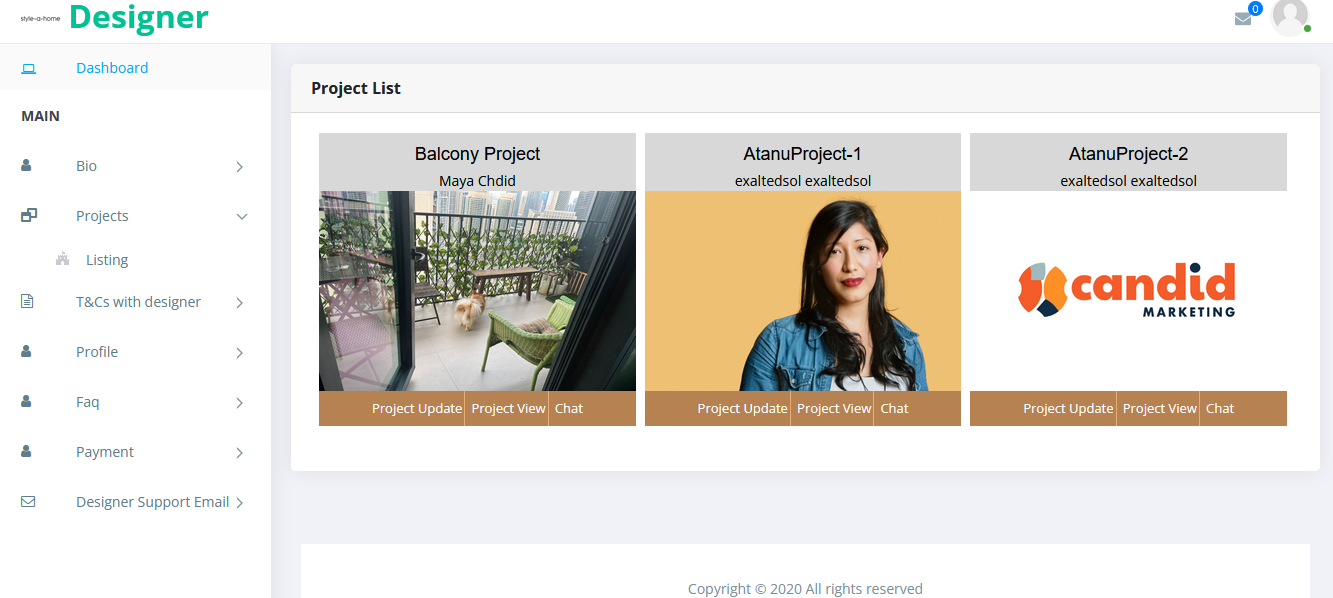 style-a-home Designer
0
Dashboard
MAIN
Bio
Projects
Listing
T&Cs with designer
Profile
Faq
Payment
Designer Support Email
Project List
Balcony Project
Maya Chdid
Project Update Project View Chat
AtanuProject-1
exaltedsol exaltedsol
Project Update Project View Chat
AtanuProject-2
exaltedsol exaltedsol
candid
MARKETING
Project Update Project View Chat
Copyright © 2020 All rights reserved